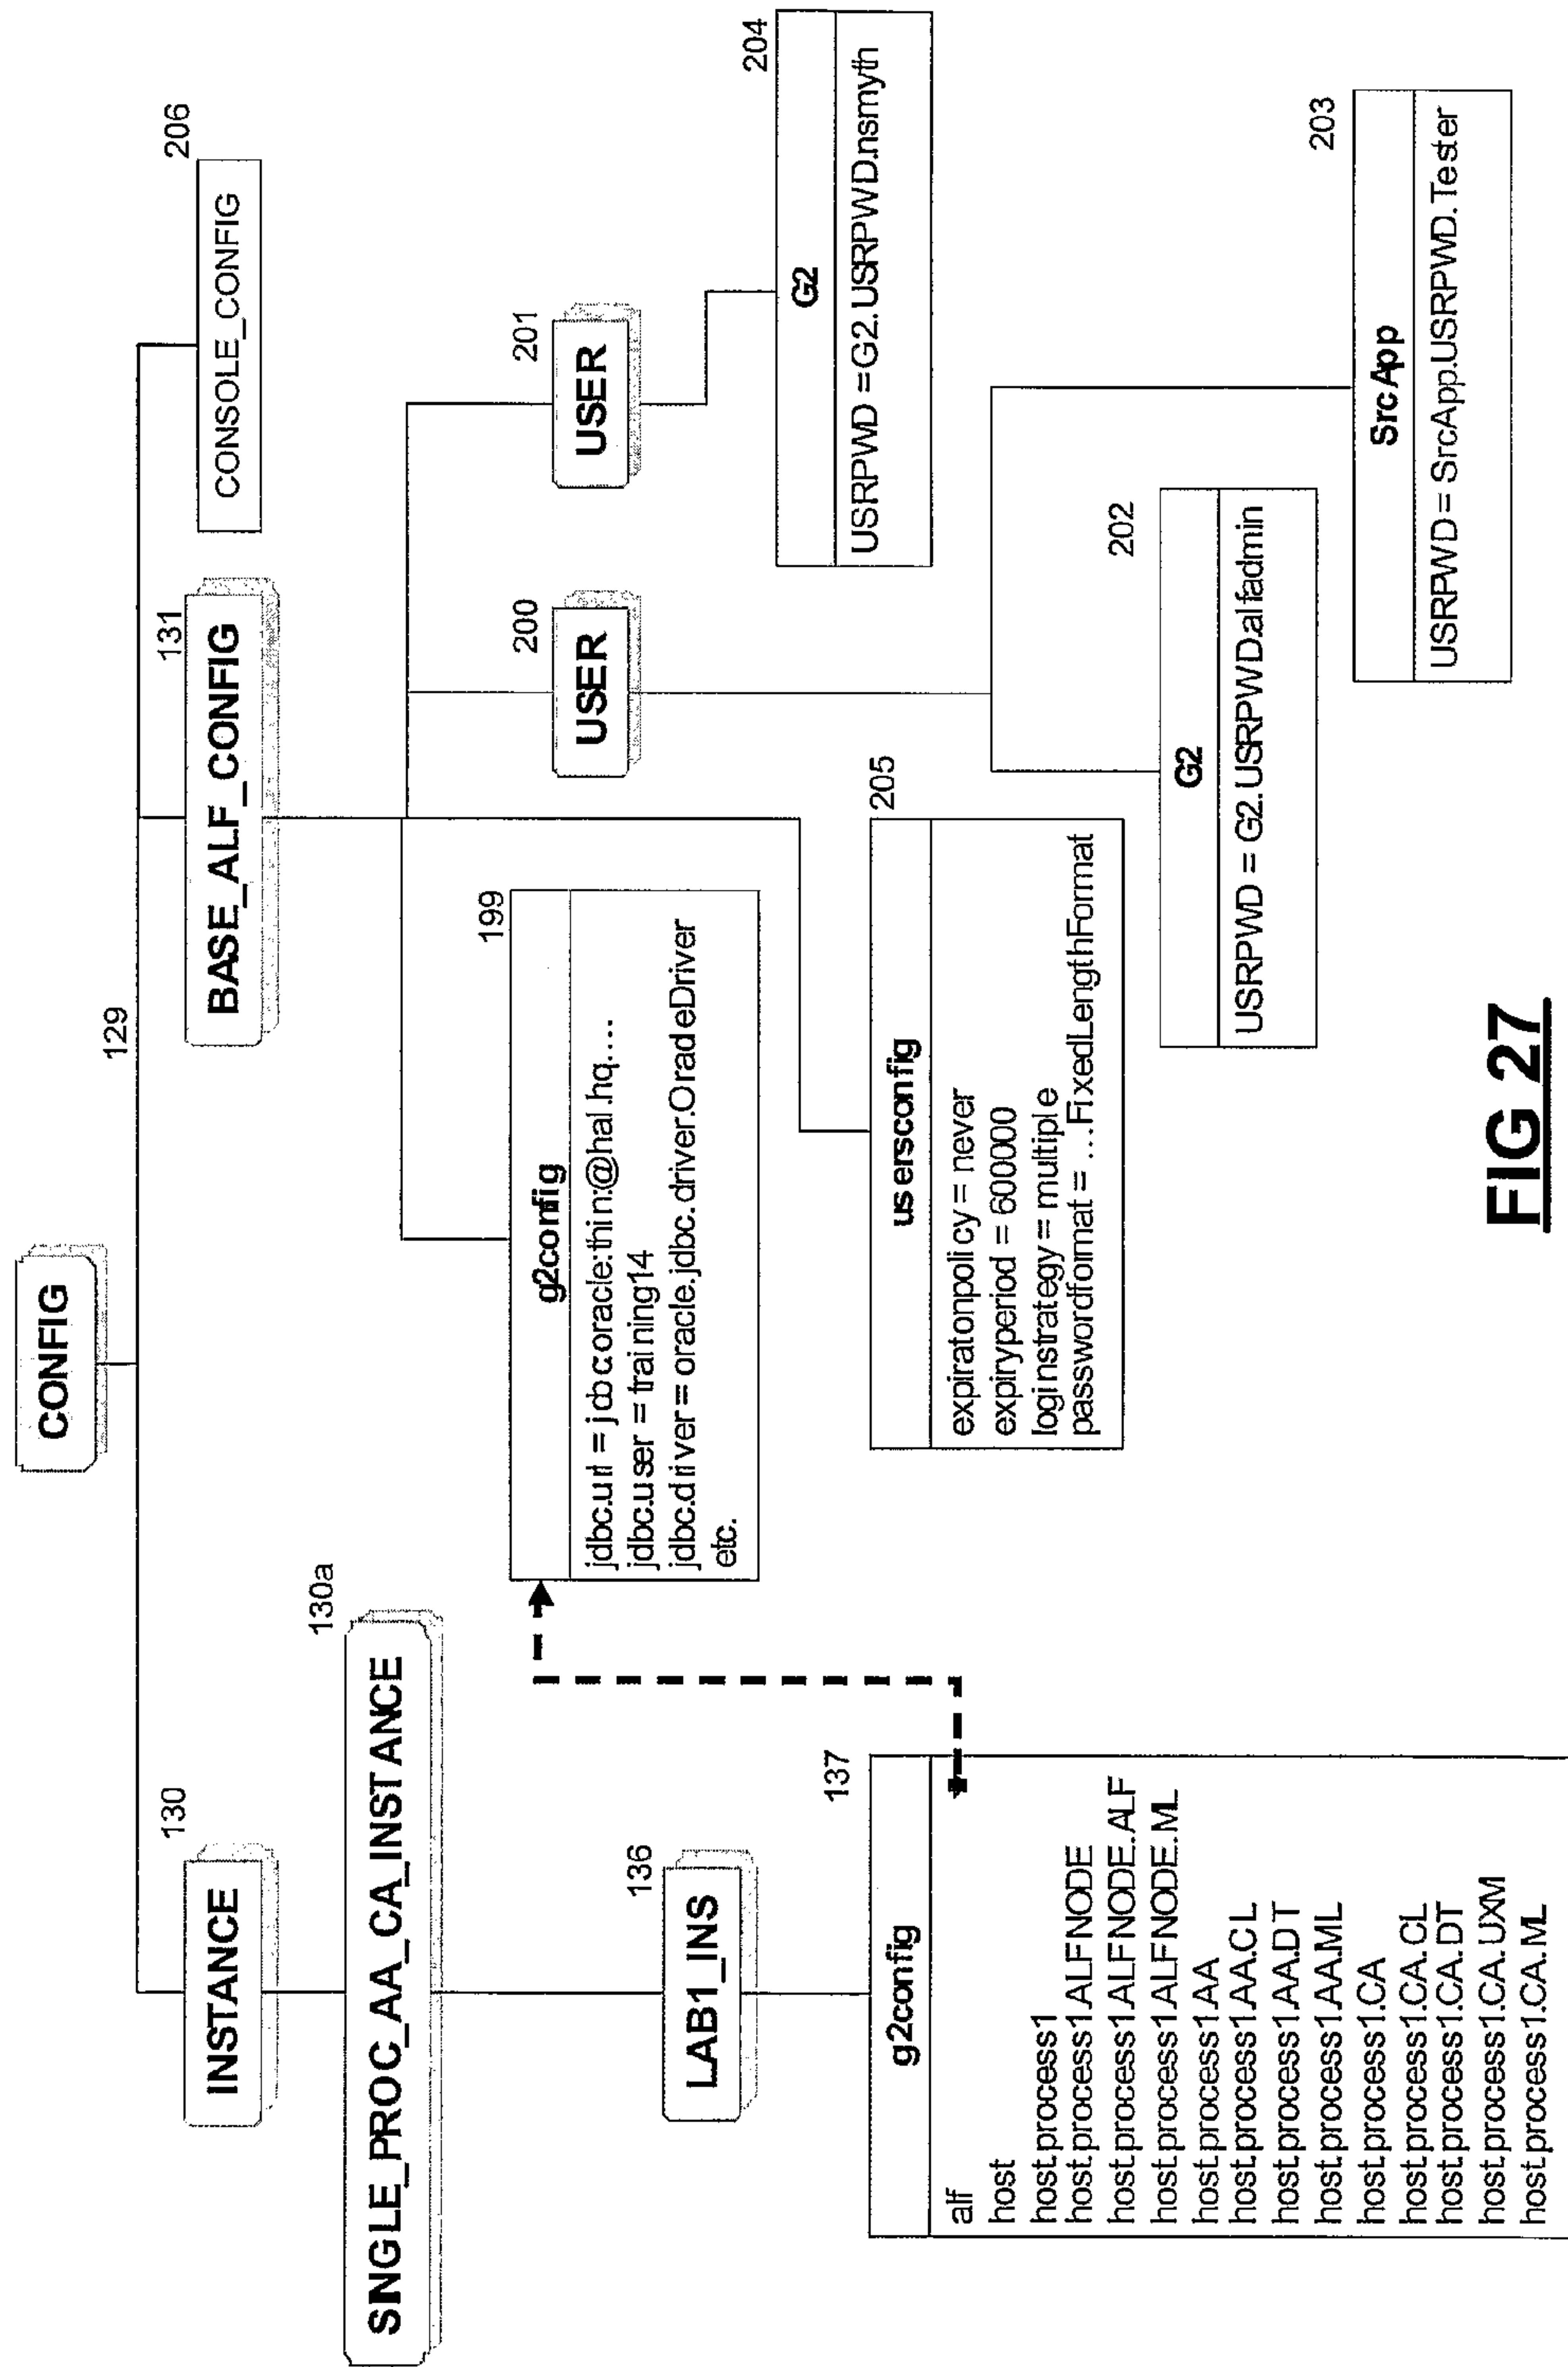 CONFIG
129
130
INSTANCE
131
BASE_ALF_CONFIG
206
CONSOLE_CONFIG
130a
SINGLE_PROC_AA_CA_INSTANCE
136
LAB1_INS
137
g2config
alf
host
host.process1
host.process1.ALFNODE
host.process1.ALFNODE.ALF
host.process1.ALFNODE.ML
host.process1.AA
host.process1.AA.CL
host.process1.AA.DT
host.process1.AA.ML
host.process1.CA
host.process1.CA.CL
host.process1.CA.DT
host.process1.CA.UXM
host.process1.CA.ML
199
g2config
jdbc.url = jdbc:oracle:thin:@hal.hq....
jdbc.user = training14
jdbc.driver = oracle.jdbc.driver.OracleDriver
etc.
200
USER
201
USER
204
G2
USRPWD =G2.USRPWD.nsmyth
205
usersconfig
expiratonpolicy = never
expiryperiod = 600000
loginstrategy = multiple
passwordformat = ...FixedLengthFormat
202
G2
USRPWD = G2.USRPWD.alfadmin
203
SrcApp
USRPWD = SrcApp.USRPWD.Tester
FIG 27